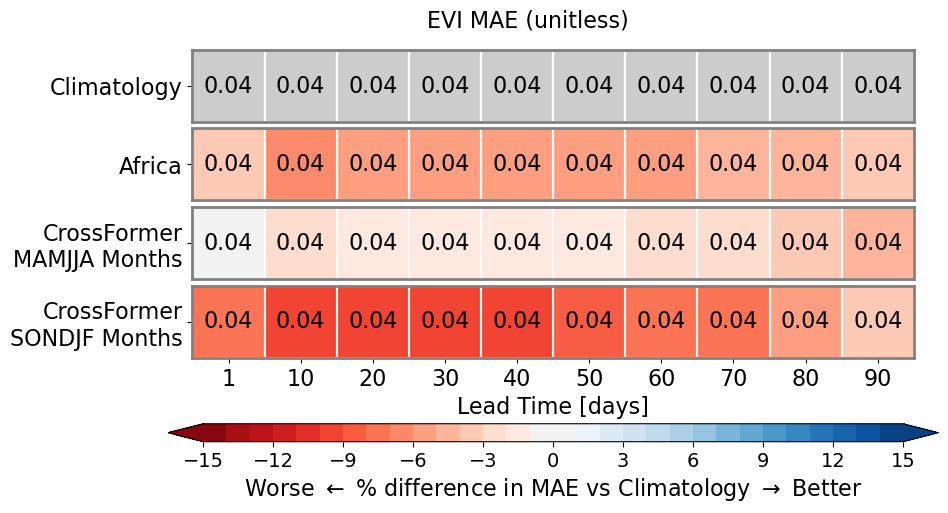 EVI MAE (unitless)
Climatology 0.04 0.04 0.04 0.04 0.04 0.04 0.04 0.04 0.04 0.04
Africa 0.04 0.04 0.04 0.04 0.04 0.04 0.04 0.04 0.04 0.04
CrossFormer
MAMJJA Months 0.04 0.04 0.04 0.04 0.04 0.04 0.04 0.04 0.04 0.04
CrossFormer
SONDJF Months 0.04 0.04 0.04 0.04 0.04 0.04 0.04 0.04 0.04 0.04
1 10 20 30 40 50 60 70 80 90
Lead Time [days]
−15 −12 −9 −6 −3 0 3 6 9 12 15
Worse ← % difference in MAE vs Climatology → Better